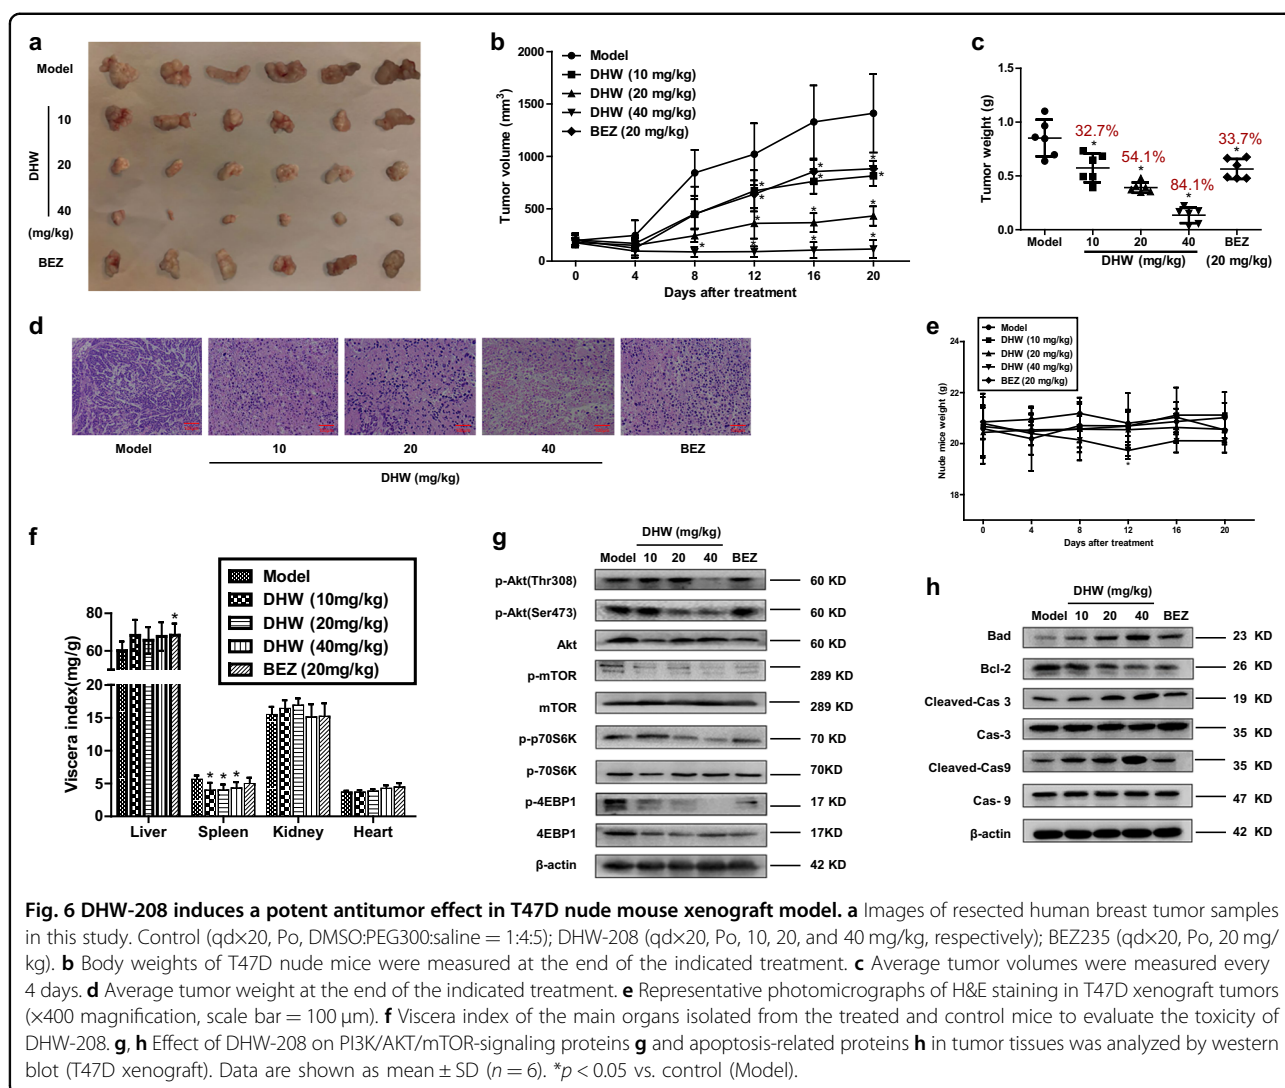 a
Model
10
20
40
DHW
(mg/kg)
BEZ
b
Model
DHW (10 mg/kg)
DHW (20 mg/kg)
DHW (40 mg/kg)
BEZ (20 mg/kg)
2000
1500
1000
500
0
Tumor volume (mm³)
0 4 8 12 16 20
Days after treatment
* * * * * * * * * * *
c
1.5
1.0
0.5
0.0
Tumor weight (g)
32.7%
*
54.1%
*
84.1%
*
33.7%
*
Model 10 20 40 BEZ
DHW (mg/kg) (20 mg/kg)
d
Model 10 20 40 BEZ
DHW (mg/kg)
e
Model
DHW (10 mg/kg)
DHW (20 mg/kg)
DHW (40 mg/kg)
BEZ (20 mg/kg)
24
22
20
18
Nude mice weight (g)
*
0 4 8 12 16 20
Days after treatment
f
Model
DHW (10mg/kg)
DHW (20mg/kg)
DHW (40mg/kg)
BEZ (20mg/kg)
80
60
20
15
10
5
0
Viscera index(mg/g)
*
* * *
Liver Spleen Kidney Heart
g
DHW (mg/kg)
Model 10 20 40 BEZ
p-Akt(Thr308) 60 KD
p-Akt(Ser473) 60 KD
Akt 60 KD
p-mTOR 289 KD
mTOR 289 KD
p-p70S6K 70 KD
p-70S6K 70KD
p-4EBP1 17 KD
4EBP1 17KD
β-actin 42 KD
h
DHW (mg/kg)
Model 10 20 40 BEZ
Bad 23 KD
Bcl-2 26 KD
Cleaved-Cas 3 19 KD
Cas-3 35 KD
Cleaved-Cas9 35 KD
Cas- 9 47 KD
β-actin 42 KD
Fig. 6 DHW-208 induces a potent antitumor effect in T47D nude mouse xenograft model. a Images of resected human breast tumor samples
in this study. Control (qd×20, Po, DMSO:PEG300:saline = 1:4:5); DHW-208 (qd×20, Po, 10, 20, and 40 mg/kg, respectively); BEZ235 (qd×20, Po, 20 mg/
kg). b Body weights of T47D nude mice were measured at the end of the indicated treatment. c Average tumor volumes were measured every
4 days. d Average tumor weight at the end of the indicated treatment. e Representative photomicrographs of H&E staining in T47D xenograft tumors
(×400 magnification, scale bar = 100 μm). f Viscera index of the main organs isolated from the treated and control mice to evaluate the toxicity of
DHW-208. g, h Effect of DHW-208 on PI3K/AKT/mTOR-signaling proteins g and apoptosis-related proteins h in tumor tissues was analyzed by western
blot (T47D xenograft). Data are shown as mean ± SD (n = 6). *p < 0.05 vs. control (Model).